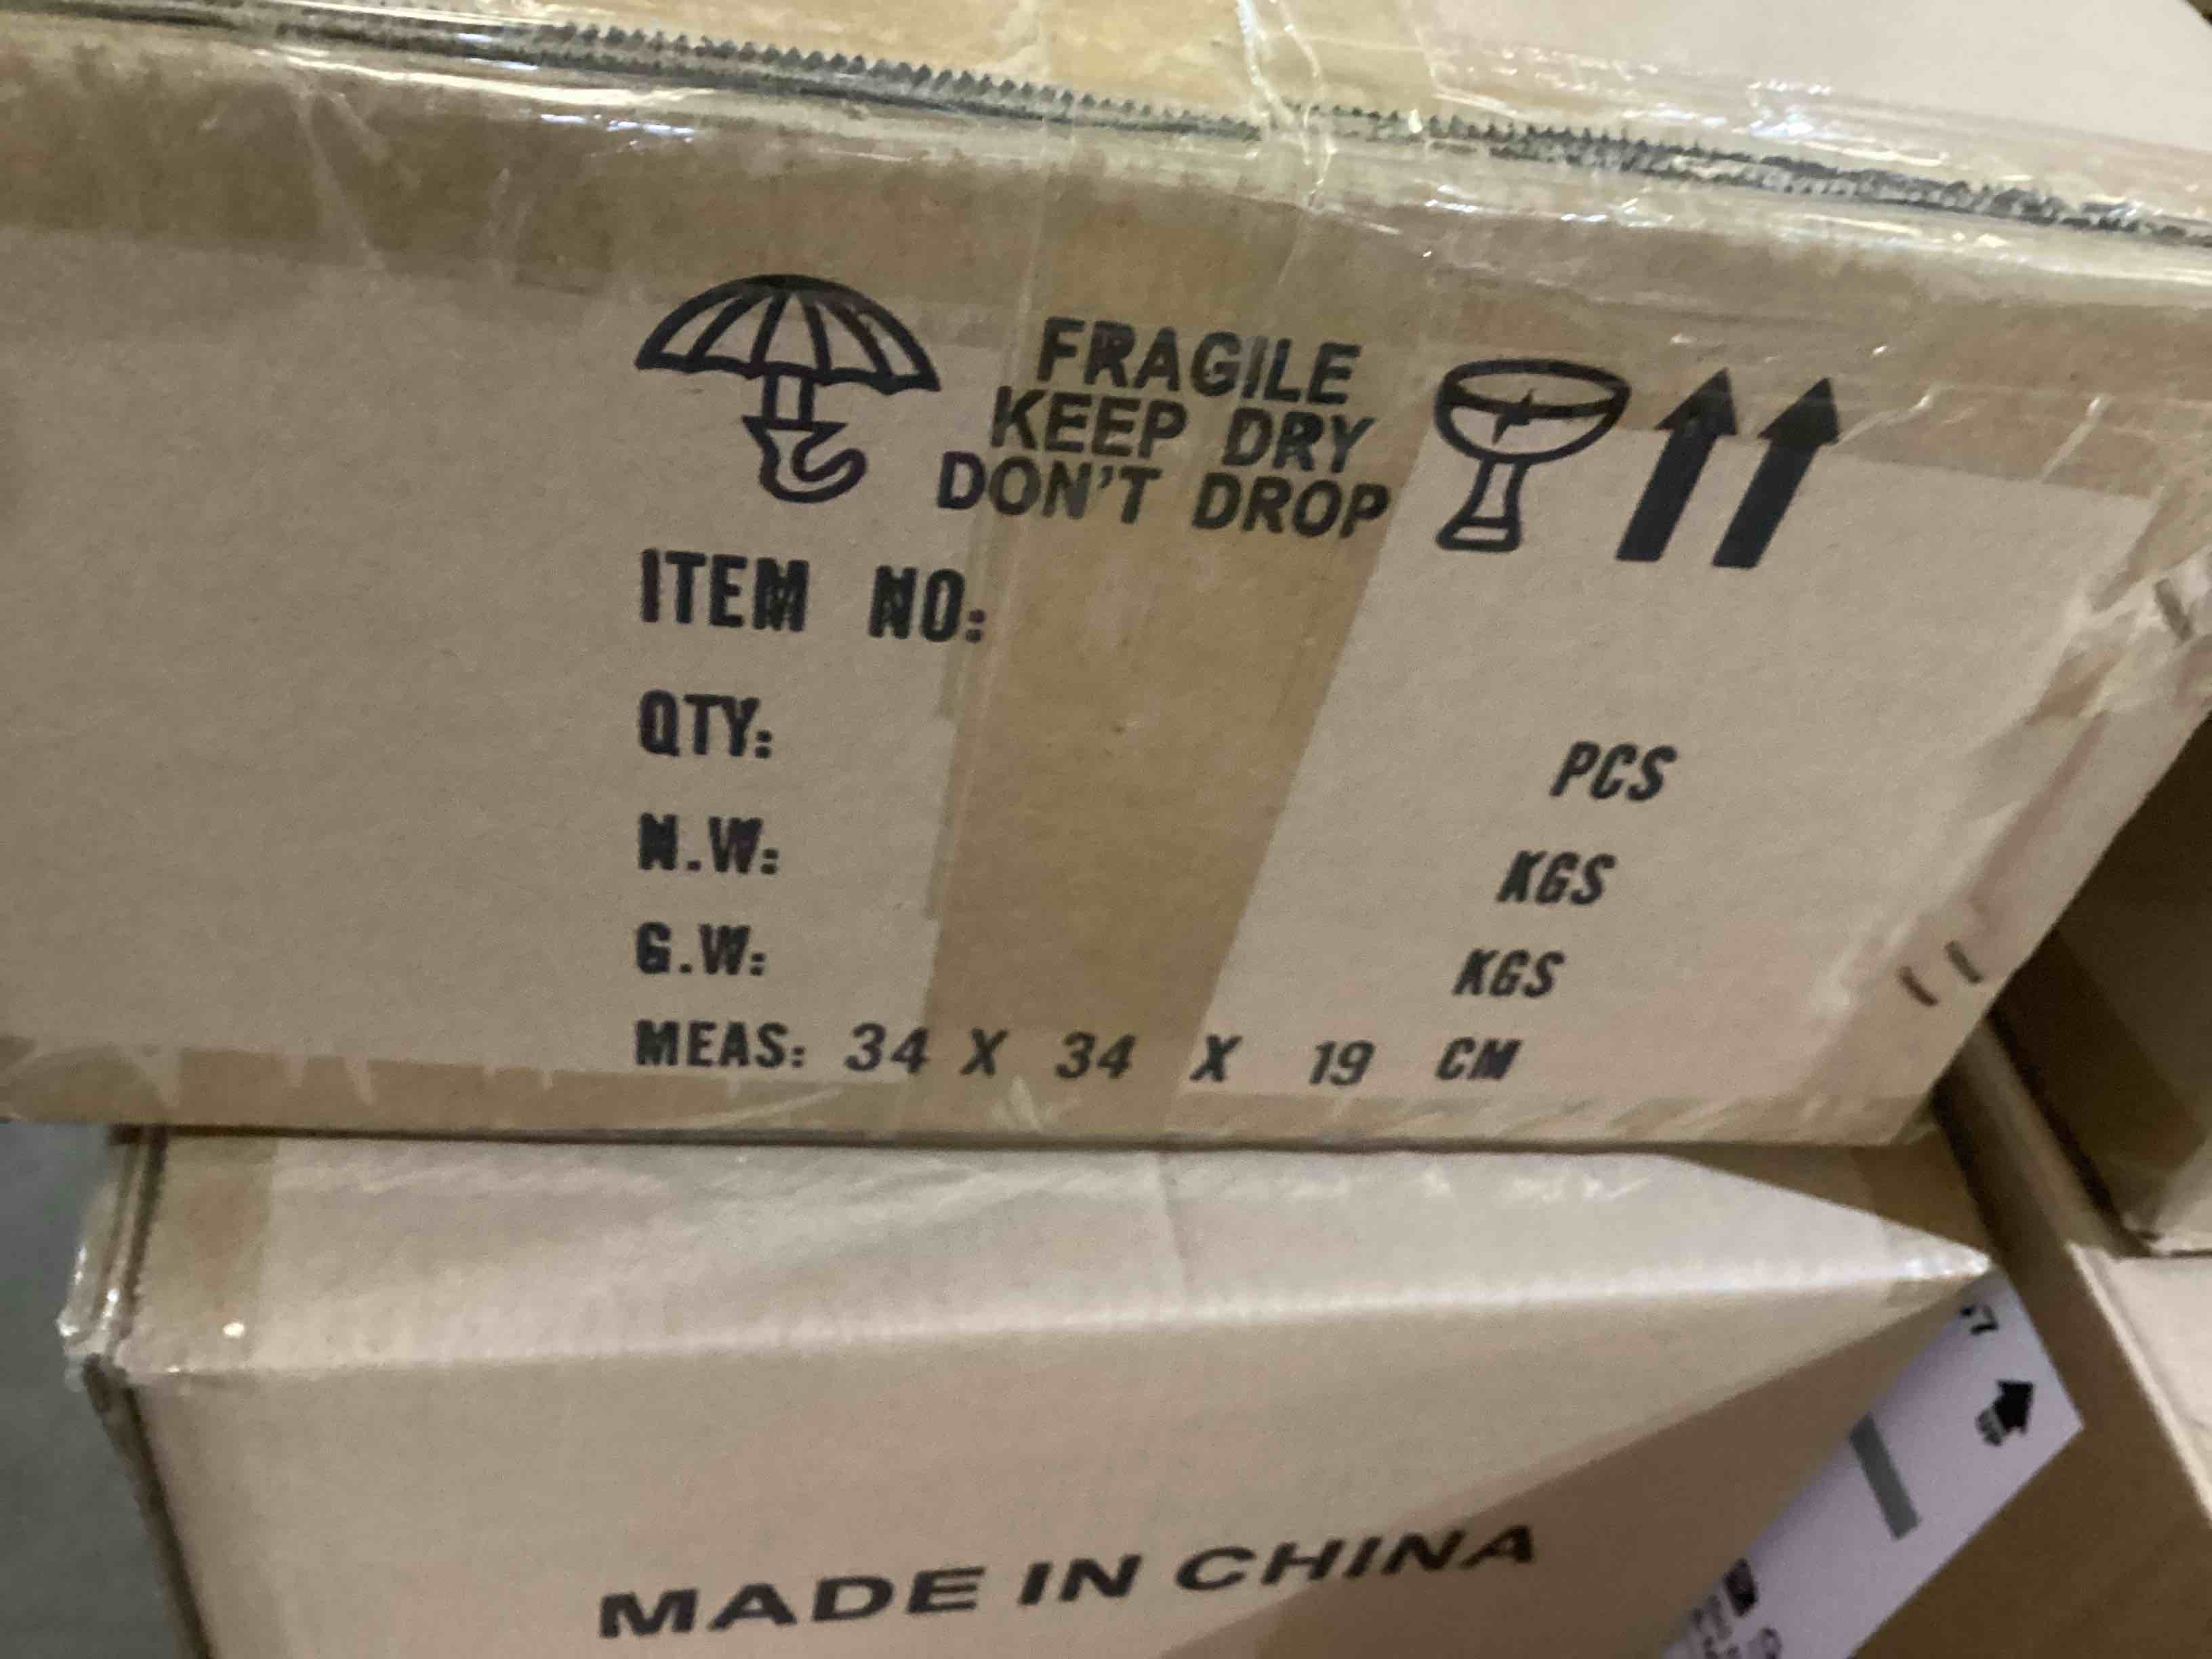 FRAGILE
KEEP DRY
DON'T DROP
ITEM NO:
QTY: PCS
N.W: KGS
G.W: KGS
MEAS: 34 X 34 X 19 CM
MADE IN CHINA